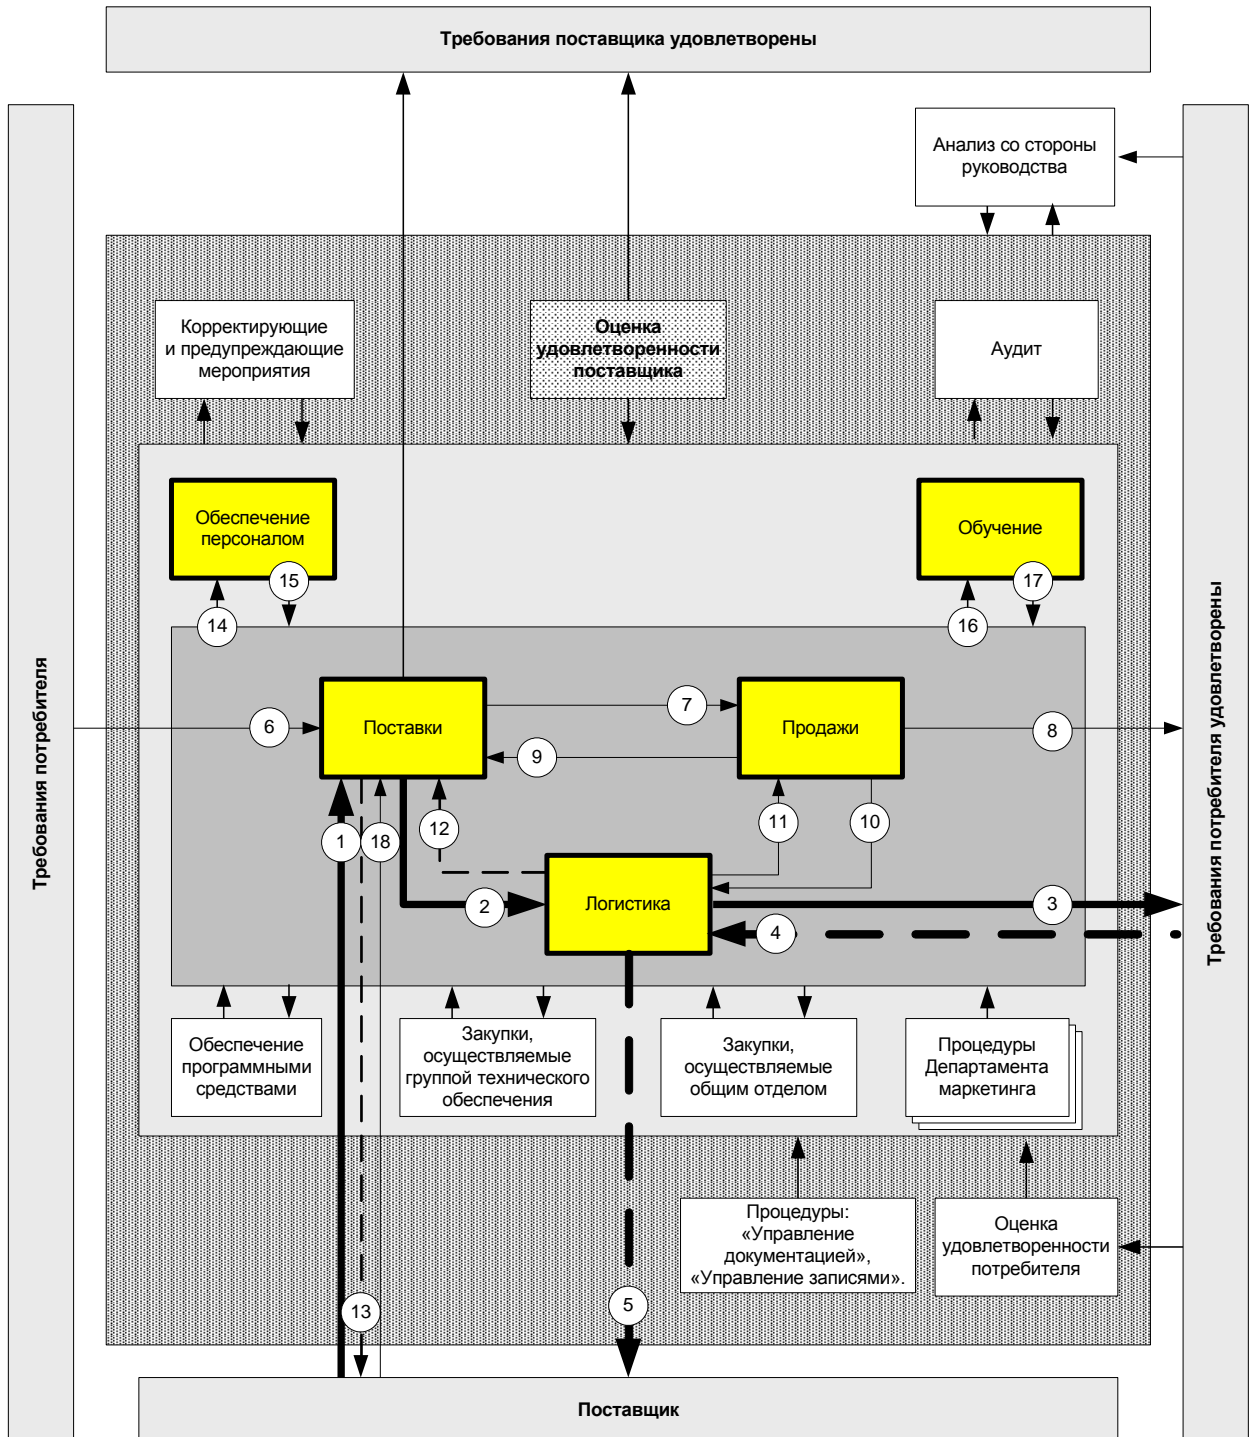 Требования поставщика удовлетворены
Анализ со стороны
руководства
Корректирующие
и предупреждающие
мероприятия
Оценка
удовлетворенности
поставщика
Аудит
Обеспечение
персоналом
Обучение
15
17
14
16
Требования потребителя
Требования потребителя удовлетворены
Поставки
Продажи
6
7
8
9
1
18
12
11
10
Логистика
2
3
4
Обеспечение
программными
средствами
Закупки,
осуществляемые
группой технического
обеспечения
Закупки,
осуществляемые
общим отделом
Процедуры
Департамента
маркетинга
Процедуры:
«Управление
документацией»,
«Управление записями».
Оценка
удовлетворенности
потребителя
13
5
Поставщик